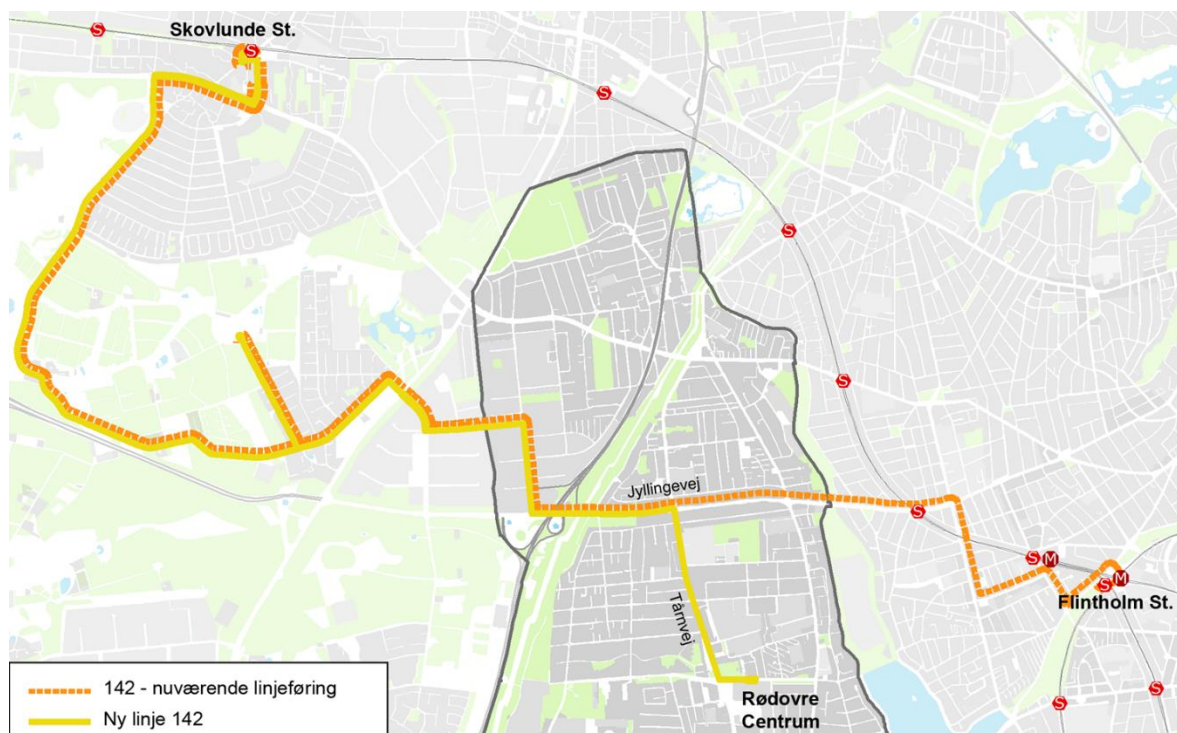 Skovlunde St.
S
S
S
S
S
Jyllingevej
S
S M
S M
Flintholm St.
Tårnvej
S
S
Rødovre
Centrum
142 - nuværende linjeføring
Ny linje 142